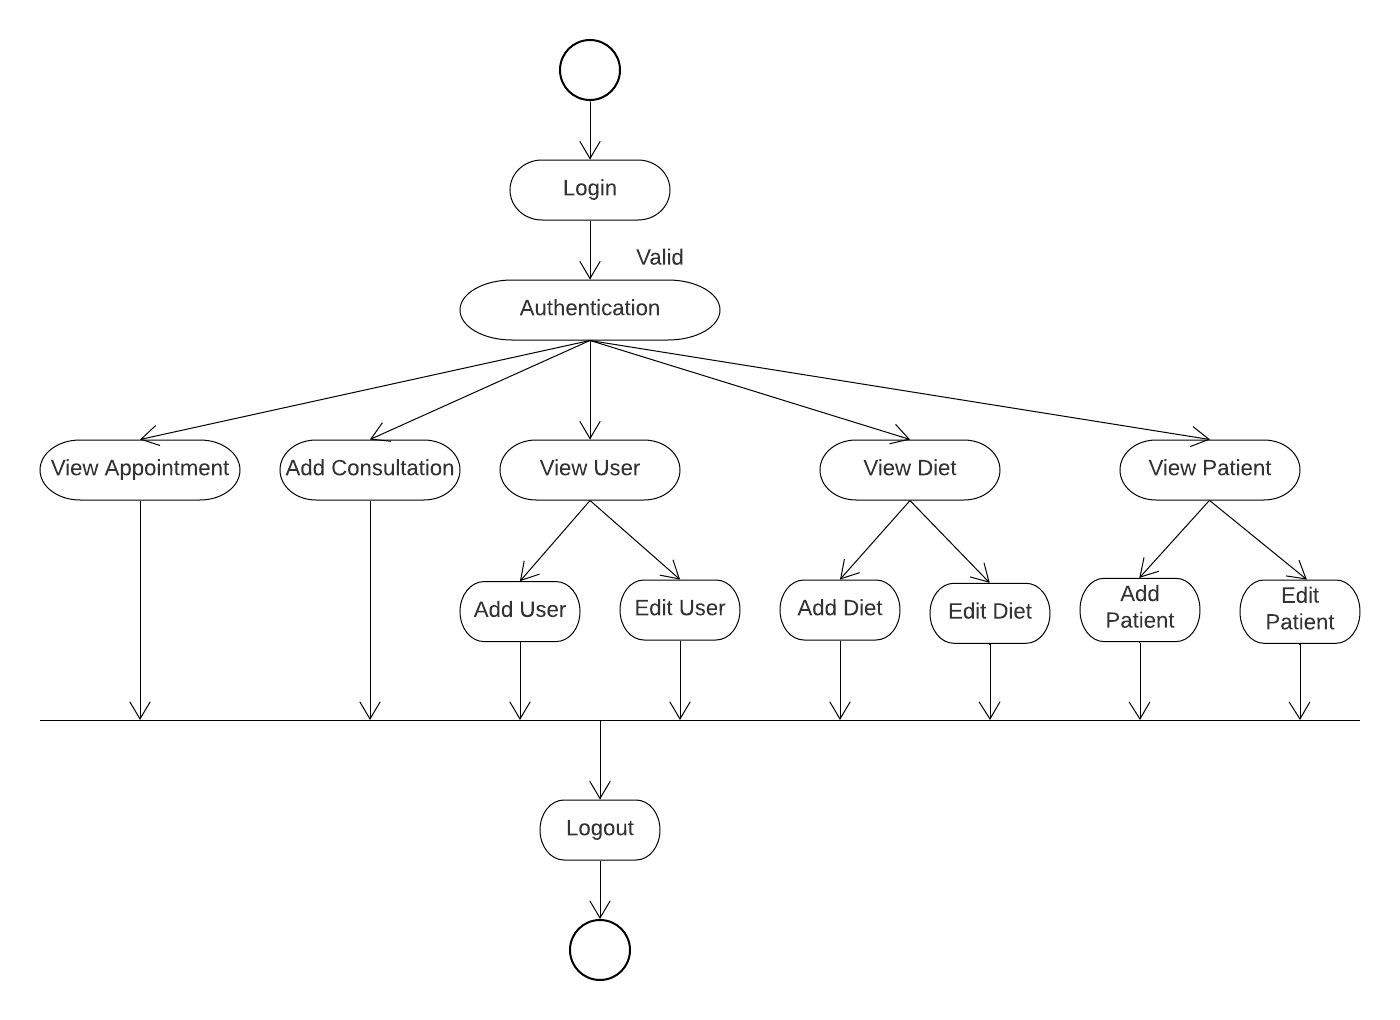 Login
Valid
Authentication
View Appointment
Add Consultation
View User
View Diet
View Patient
Add User
Edit User
Add Diet
Edit Diet
Add
Patient
Edit
Patient
Logout